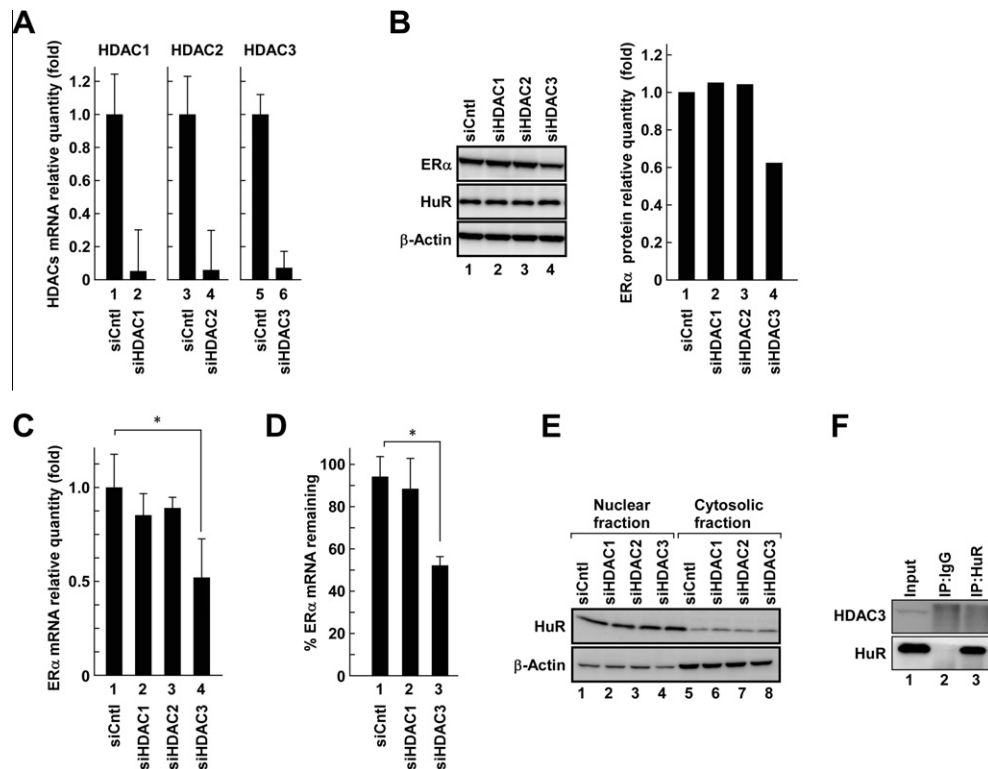 A
HDAC1 HDAC2 HDAC3
HDACs mRNA relative quantity (fold)
1.2
1.0
0.8
0.6
0.4
0.2
0
1 2 3 4 5 6
siCntl siHDAC1 siCntl siHDAC2 siCntl siHDAC3
B
siCntl siHDAC1 siHDAC2 siHDAC3
ERα
HuR
β-Actin
1 2 3 4
ERα protein relative quantity (fold)
1.2
1.0
0.8
0.6
0.4
0.2
0
1 2 3 4
siCntl siHDAC1 siHDAC2 siHDAC3
C
*
ERα mRNA relative quantity (fold)
1.0
0.5
0
1 2 3 4
siCntl siHDAC1 siHDAC2 siHDAC3
D
*
% ERα mRNA remaining
100
80
60
40
20
0
1 2 3
siCntl siHDAC1 siHDAC3
E
Nuclear fraction
Cytosolic fraction
siCntl siHDAC1 siHDAC2 siHDAC3 siCntl siHDAC1 siHDAC2 siHDAC3
HuR
β-Actin
1 2 3 4 5 6 7 8
F
Input IP:IgG IP:HuR
HDAC3
HuR
1 2 3